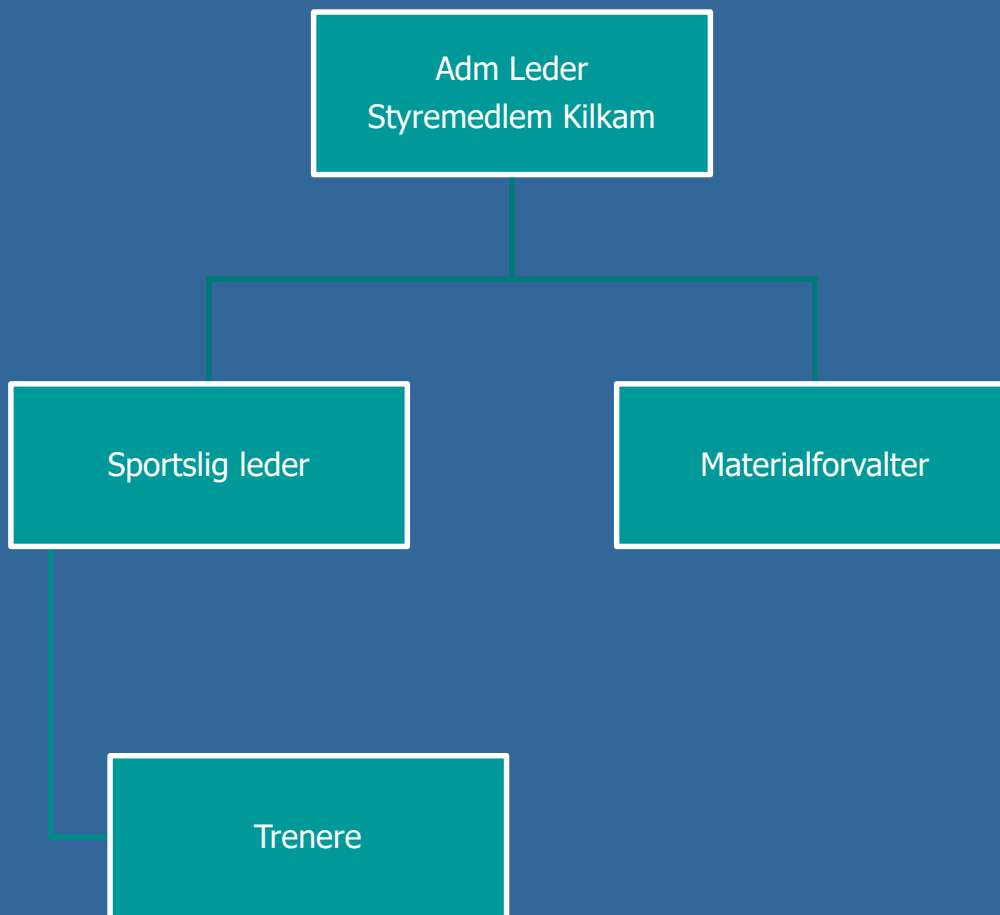 Adm Leder
Styremedlem Kilkam
Sportslig leder
Materialforvalter
Trenere